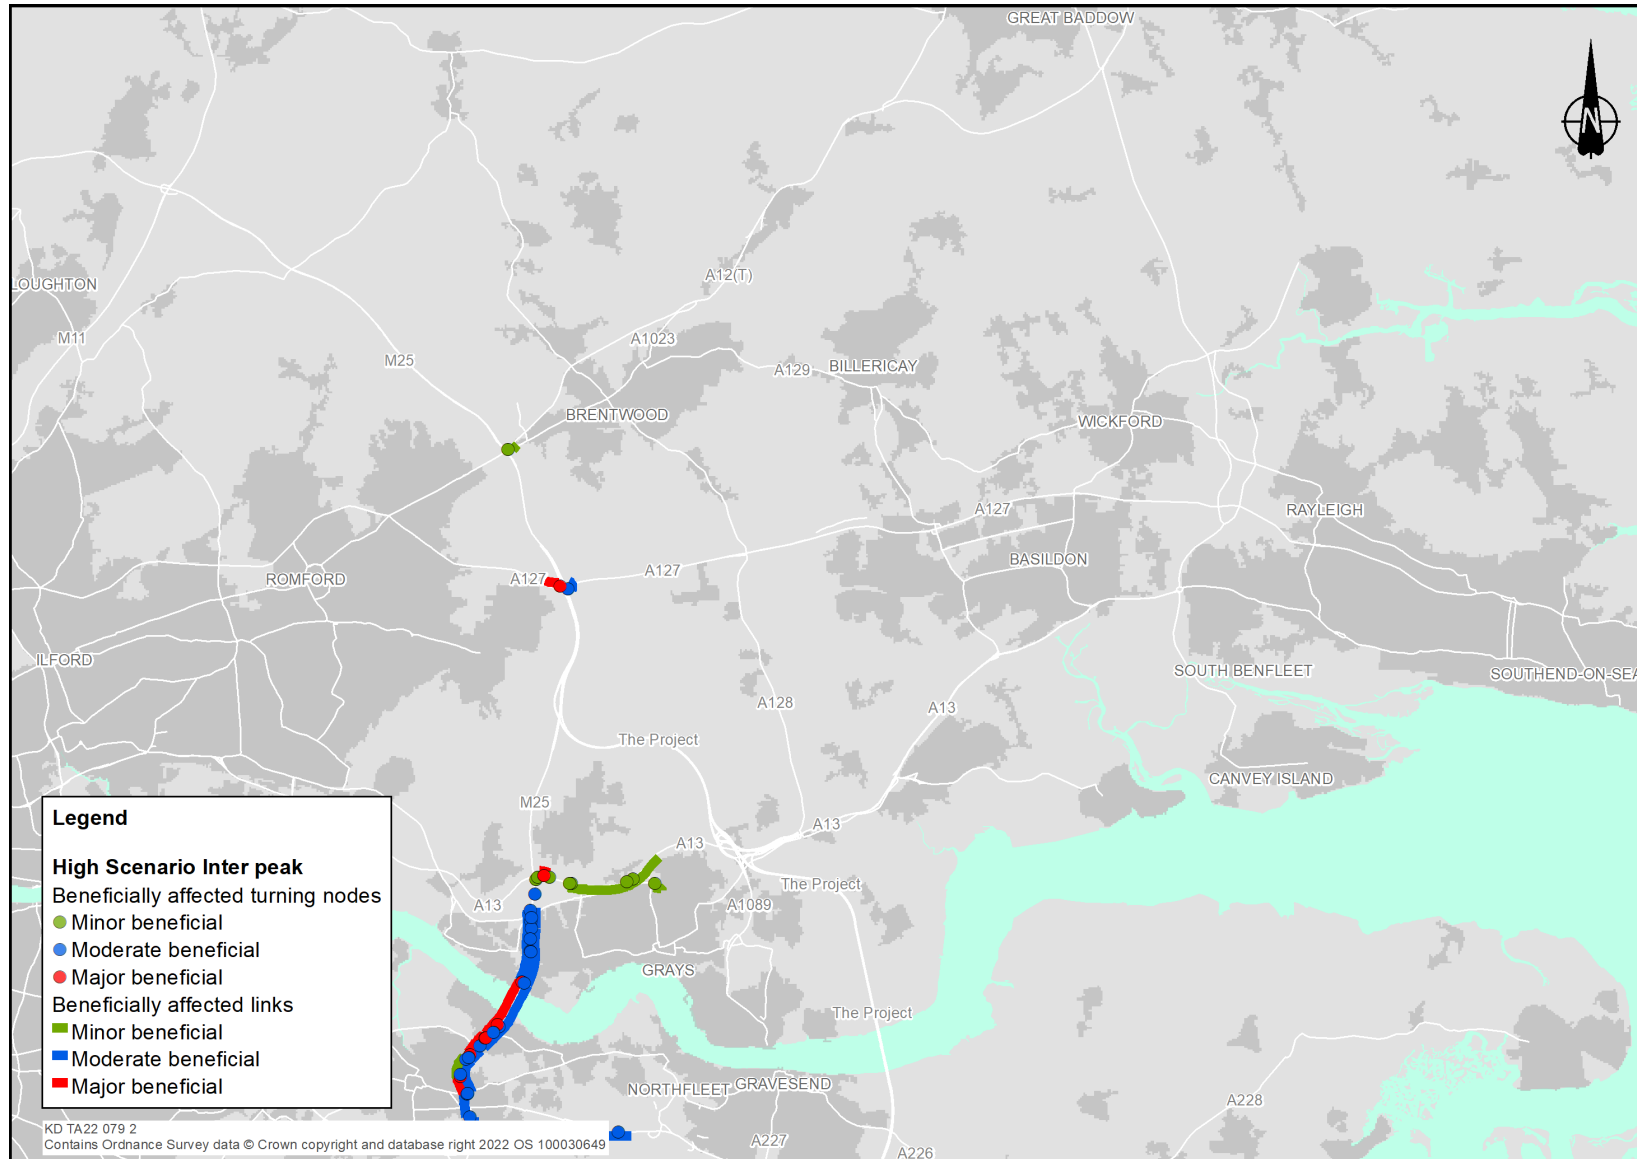 GREAT BADDOW
N
A12(T)
LOUGHTON
M11
A1023
M25
A129
BILLERICAY
BRENTWOOD
WICKFORD
A127
RAYLEIGH
BASILDON
A127
A127
ROMFORD
ILFORD
SOUTH BENFLEET
SOUTHEND-ON-SEA
A128
A13
The Project
CANVEY ISLAND
M25
A13
A13
The Project
A13
A1089
GRAYS
The Project
NORTHFLEET
GRAVESEND
A228
A227
A226
Legend
High Scenario Inter peak
Beneficially affected turning nodes
Minor beneficial
Moderate beneficial
Major beneficial
Beneficially affected links
Minor beneficial
Moderate beneficial
Major beneficial
KD TA22 079 2
Contains Ordnance Survey data © Crown copyright and database right 2022 OS 100030649